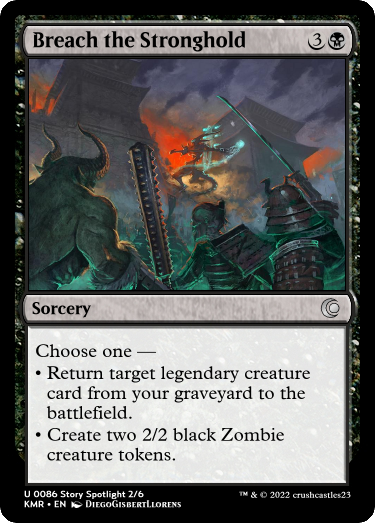 Breach the Stronghold 3
Sorcery
Choose one —
• Return target legendary creature
card from your graveyard to the
battlefield.
• Create two 2/2 black Zombie
creature tokens.
U 0086 Story Spotlight 2/6
KMR • EN DiegoGisbertLlorens
™ & © 2022 crushcastles23